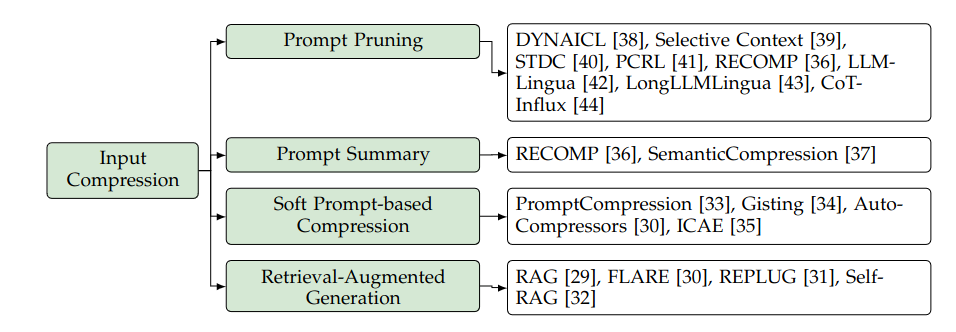 Prompt Pruning
DYNAICL [38], Selective Context [39],
STDC [40], PCRL [41], RECOMP [36], LLM-
Lingua [42], LongLLMLingua [43], CoT-
Influx [44]
Input
Compression
Prompt Summary
RECOMP [36], SemanticCompression [37]
Soft Prompt-based
Compression
PromptCompression [33], Gisting [34], Auto-
Compressors [30], ICAE [35]
Retrieval-Augmented
Generation
RAG [29], FLARE [30], REPLUG [31], Self-
RAG [32]